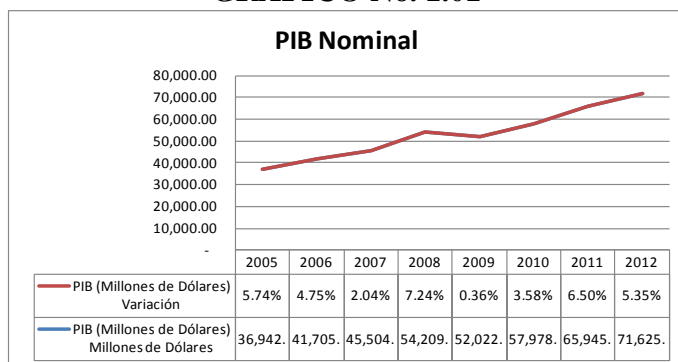 PIB Nominal
80,000.00
70,000.00
60,000.00
50,000.00
40,000.00
30,000.00
20,000.00
10,000.00
-
2005 2006 2007 2008 2009 2010 2011 2012
PIB (Millones de Dólares) Variación 5.74% 4.75% 2.04% 7.24% 0.36% 3.58% 6.50% 5.35%
PIB (Millones de Dólares) Millones de Dólares 36,942. 41,705. 45,504. 54,209. 52,022. 57,978. 65,945. 71,625.